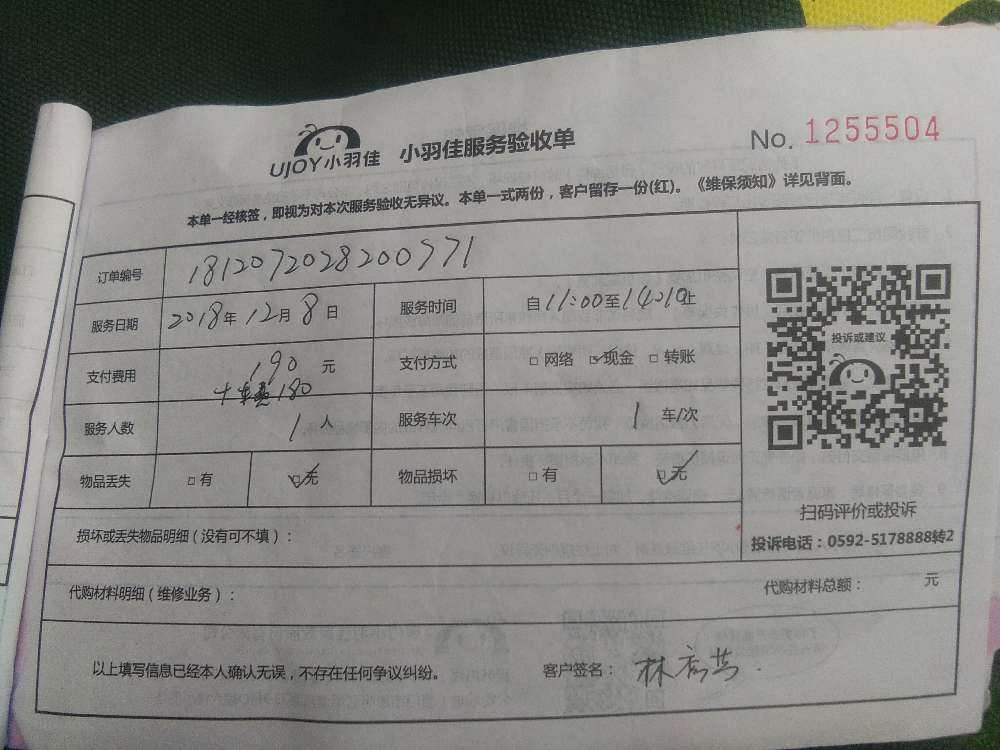 UJOY小羽佳 小羽佳服务验收单 No. 1255504
本单一经核签，即视为对本次服务验收无异议。本单一式两份，客户留存一份(红)。《维保须知》详见背面。
订单编号 1812072028200571
服务日期 2018年12月8日 服务时间 自11:00至14:01止
支付费用 190 元 支付方式 □ 网络 □ 现金 □ 转账
180
服务人数 1 人 服务车次 1 车/次
物品丢失 □ 有 □ 无 物品损坏 □ 有 □ 无
投诉或建议
扫码评价或投诉
投诉电话：0592-5178888转2
损坏或丢失物品明细（没有可不填）：
代购材料明细（维修业务）： 代购材料总额： 元
以上填写信息已经本人确认无误，不存在任何争议纠纷。 客户签名： 林